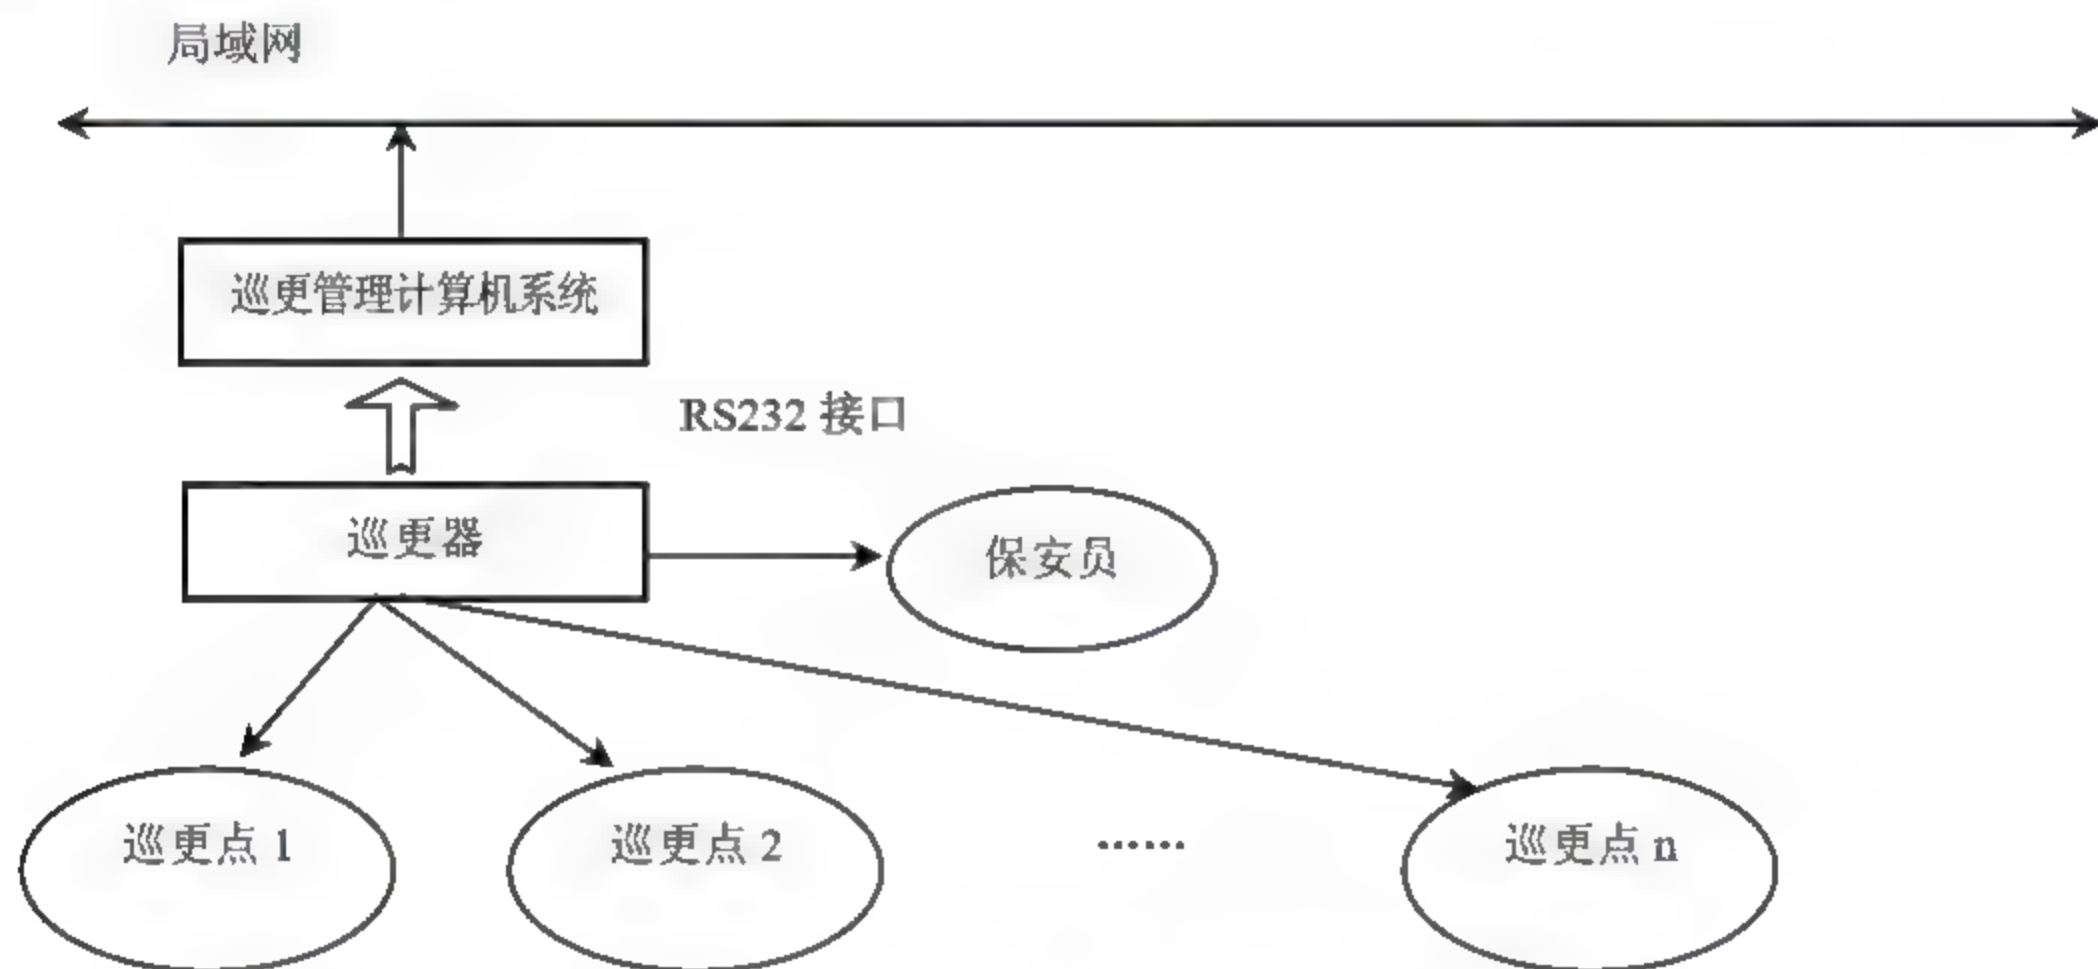 局域网
巡更管理计算机系统
RS232 接口
巡更器
保安员
巡更点 1
巡更点 2
······
巡更点 n